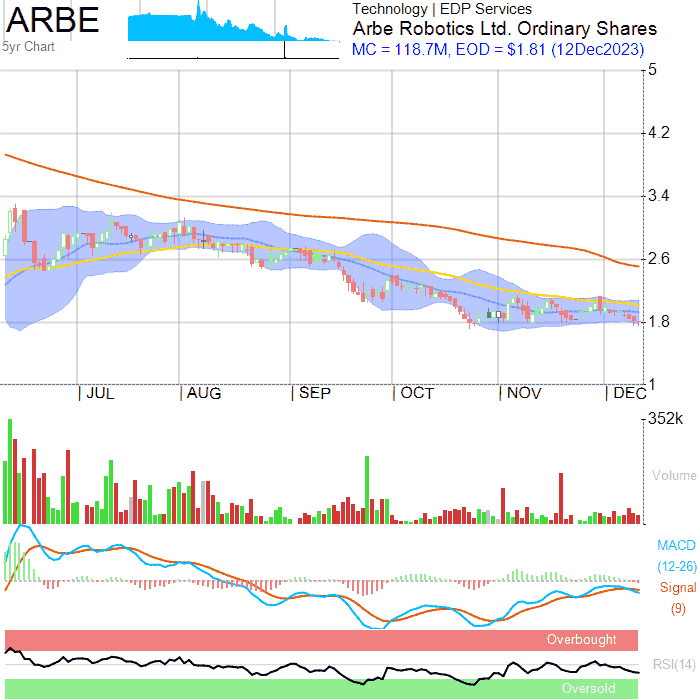 ARBE
5yr Chart
Technology | EDP Services
Arbe Robotics Ltd. Ordinary Shares
MC = 118.7M, EOD = $1.81 (12Dec2023)
5
4.2
3.4
2.6
1.8
1
JUL AUG SEP OCT NOV DEC
352k
Volume
MACD
(12-26)
Signal
(9)
Overbought
RSI(14)
Oversold